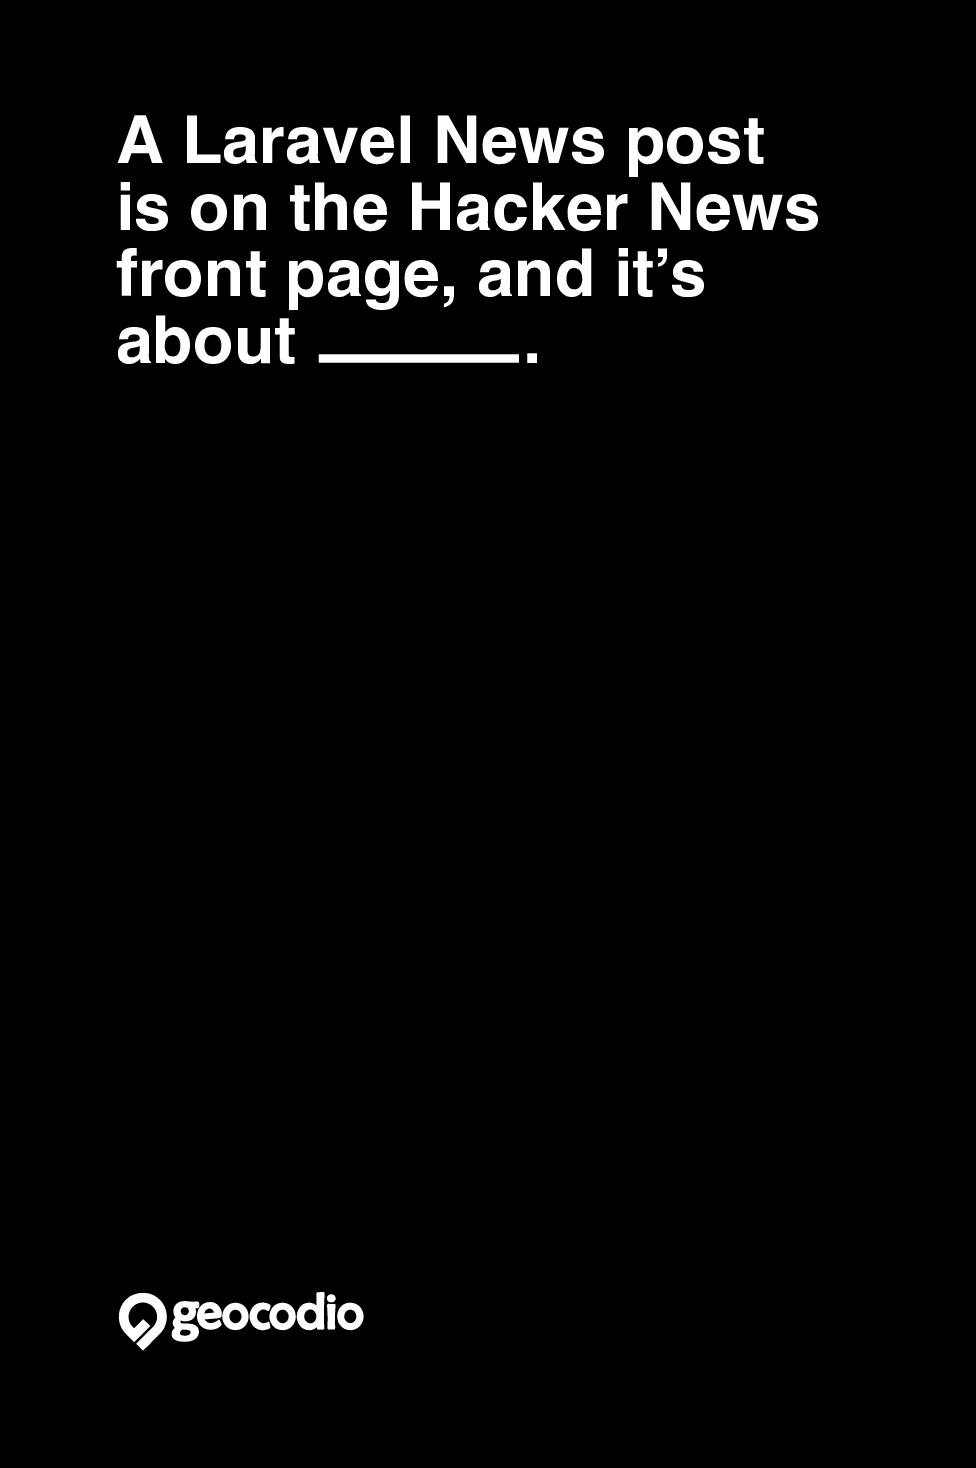 A Laravel News post
is on the Hacker News
front page, and it’s
about ______.
geocodio